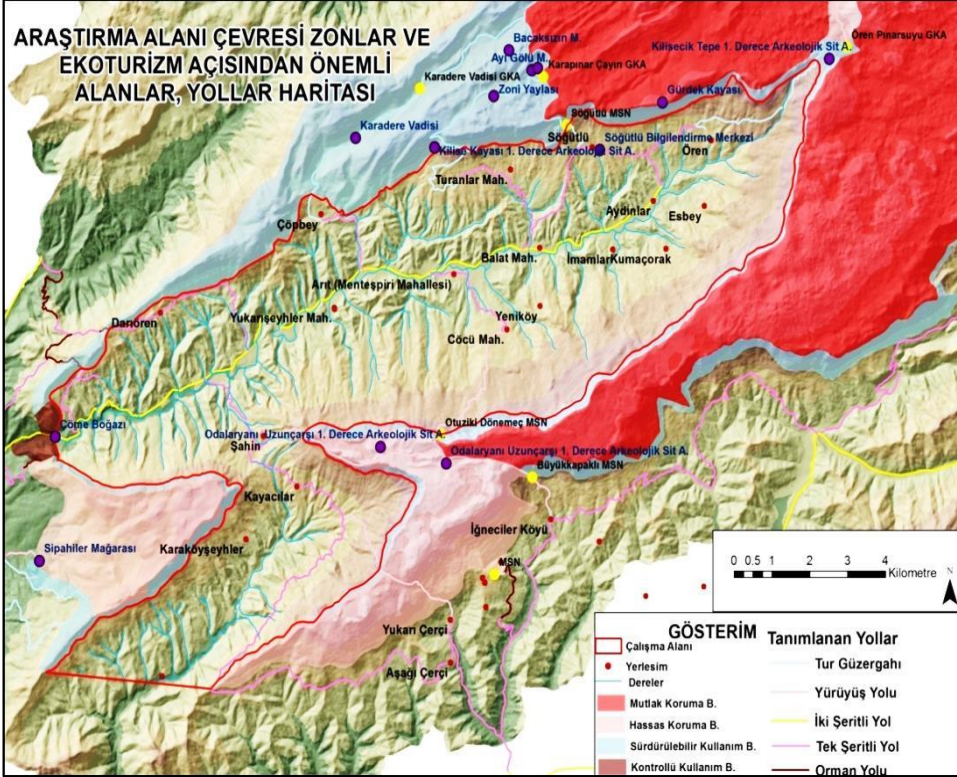 ARAŞTIRMA ALANI ÇEVRESİ ZONLAR VE
EKOTURİZM AÇISINDAN ÖNEMLİ
ALANLAR, YOLLAR HARİTASI
Bacaksızın M.
Ayı Gölü M.
Karapınar Çayın GKA
Karadere Vadisi GKA
Zoni Yaylası
Kilisecik Tepe 1. Derece Arkeolojik Sit A.
Ören Pınarsuyu GKA
Gürdek Kayası
Söğütlü MSN
Karadere Vadisi
Söğütlü
Söğütlü Bilgilendirme Merkezi
Kilise Kayası 1. Derece Arkeolojik Sit A.
Ören
Turanlar Mah.
Aydınlar
Esbey
Çöpbey
Balat Mah.
İmamlar
Kumaçorak
Arıt (Menteşpiri Mahallesi)
Darıören
Yukarışeyhler Mah.
Yeniköy
Cöcü Mah.
Çöme Boğazı
Otuziki Dönemeç MSN
Odalaryanı Uzunçarşı 1. Derece Arkeolojik Sit A.
Şahin
Odalaryanı Uzunçarşı 1. Derece Arkeolojik Sit A.
Büyükkapaklı MSN
Kayacılar
İğneciler Köyü
Karaköyşeyhler
Sipahiler Mağarası
MSN
Yukarı Çerçi
Aşağı Çerçi
0 0.5 1 2 3 4
Kilometre
N
GÖSTERİM
Çalışma Alanı
Yerlesim
Dereler
Mutlak Koruma B.
Hassas Koruma B.
Sürdürülebilir Kullanım B.
Kontrollü Kullanım B.
Tanımlanan Yollar
Tur Güzergahı
Yürüyüş Yolu
İki Şeritli Yol
Tek Şeritli Yol
Orman Yolu